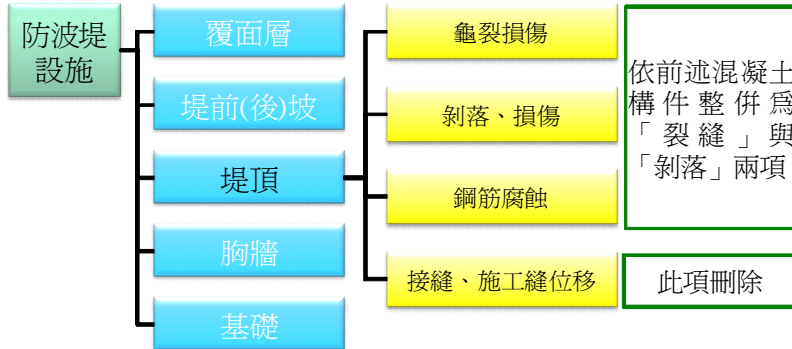 防波堤
設施
覆面層
堤前(後)坡
堤頂
胸牆
基礎
龜裂損傷
剝落、損傷
鋼筋腐蝕
接縫、施工縫位移
依前述混凝土
構件整併為
「裂縫」與
「剝落」兩項
此項刪除